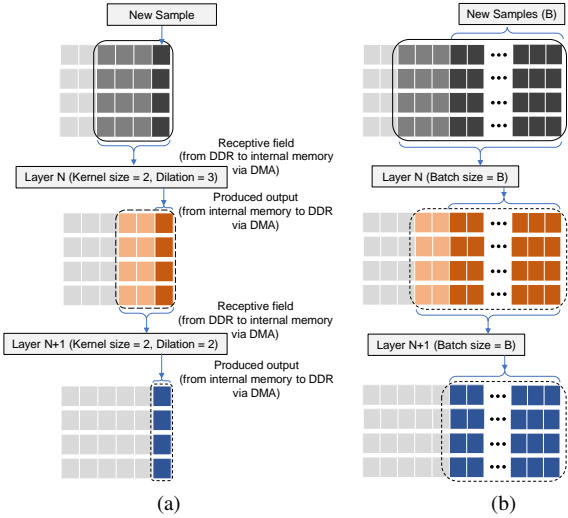 New Sample
Receptive field
(from DDR to internal memory
via DMA)
Layer N (Kernel size = 2, Dilation = 3)
Produced output
(from internal memory to DDR
via DMA)
Receptive field
(from DDR to internal memory
via DMA)
Layer N+1 (Kernel size = 2, Dilation = 2)
Produced output
(from internal memory to DDR
via DMA)
(a)
New Samples (B)
Layer N (Batch size = B)
Layer N+1 (Batch size = B)
(b)